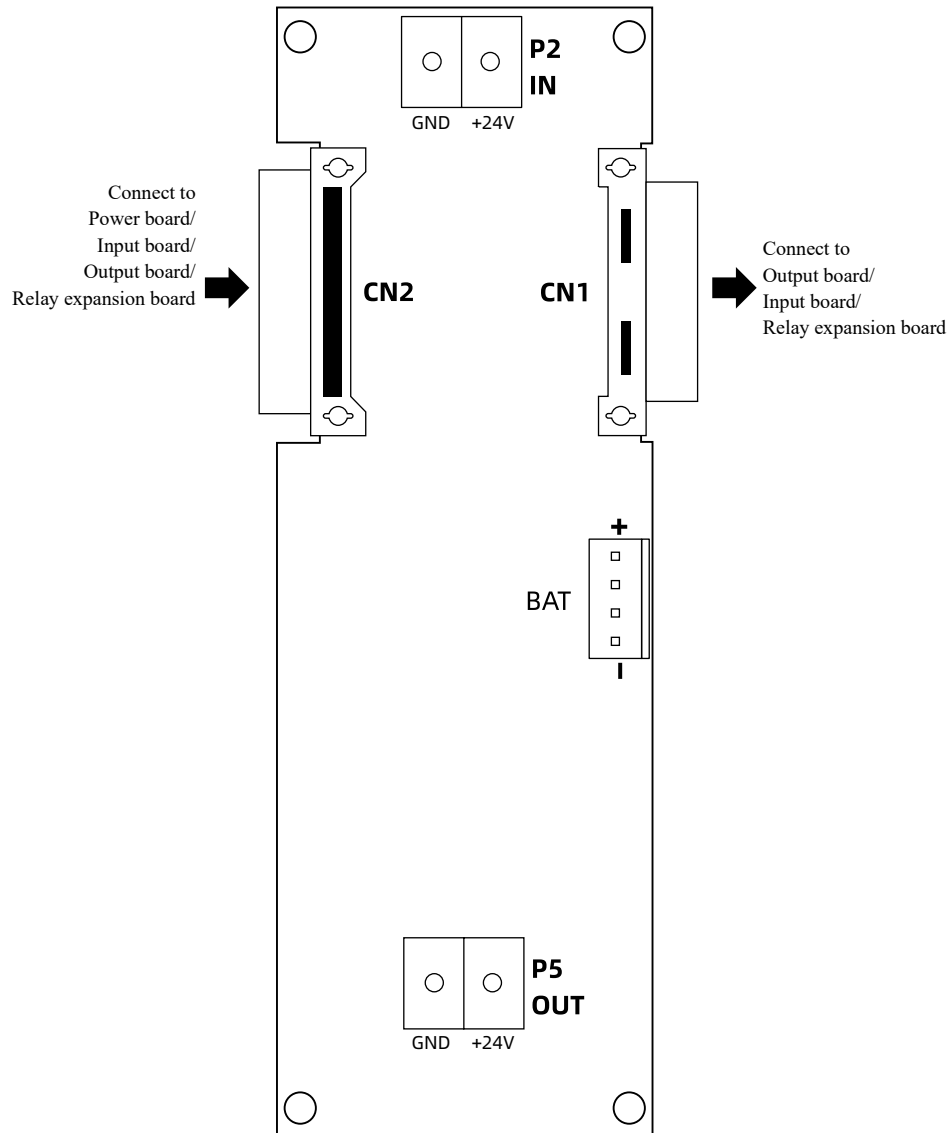 P2
IN
GND +24V
Connect to
Power board/
Input board/
Output board/
Relay expansion board
CN2
CN1
Connect to
Output board/
Input board/
Relay expansion board
+
BAT
–
P5
OUT
GND +24V